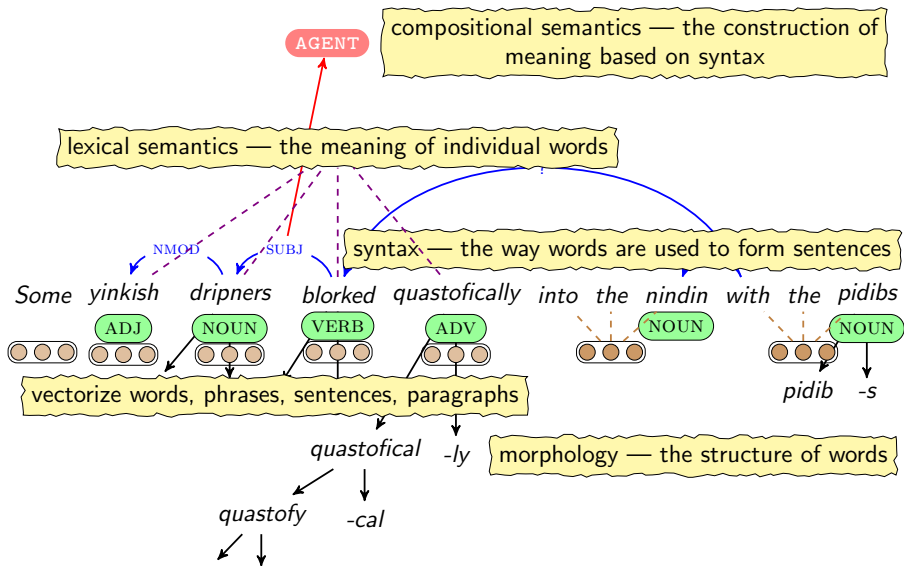 AGENT
compositional semantics — the construction of
meaning based on syntax
lexical semantics — the meaning of individual words
NMOD SUBJ
syntax — the way words are used to form sentences
Some yinkish dripners blorked quastofically into the nindin with the pidibs
ADJ NOUN VERB ADV NOUN NOUN
vectorize words, phrases, sentences, paragraphs
pidib -s
quastofical -ly
morphology — the structure of words
quastofy -cal